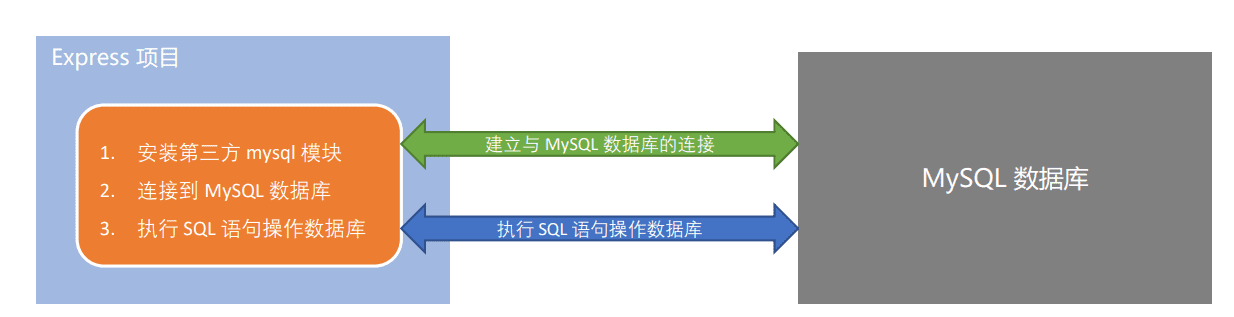 Express 项目
1. 安装第三方 mysql 模块
2. 连接到 MySQL 数据库
3. 执行 SQL 语句操作数据库
建立与 MySQL 数据库的连接
执行 SQL 语句操作数据库
MySQL 数据库